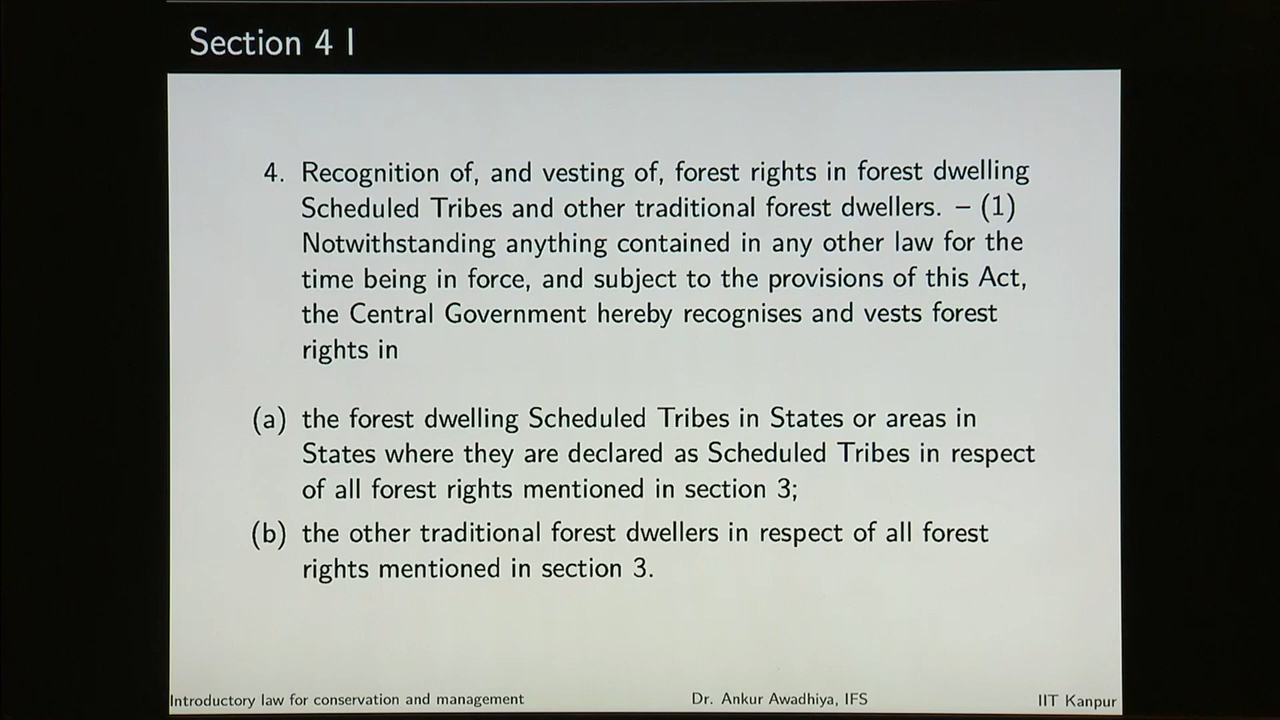 Section 4 I
4. Recognition of, and vesting of, forest rights in forest dwelling
Scheduled Tribes and other traditional forest dwellers. – (1)
Notwithstanding anything contained in any other law for the
time being in force, and subject to the provisions of this Act,
the Central Government hereby recognises and vests forest
rights in
(a) the forest dwelling Scheduled Tribes in States or areas in
States where they are declared as Scheduled Tribes in respect
of all forest rights mentioned in section 3;
(b) the other traditional forest dwellers in respect of all forest
rights mentioned in section 3.
Introductory law for conservation and management Dr. Ankur Awadhiya, IFS IIT Kanpur